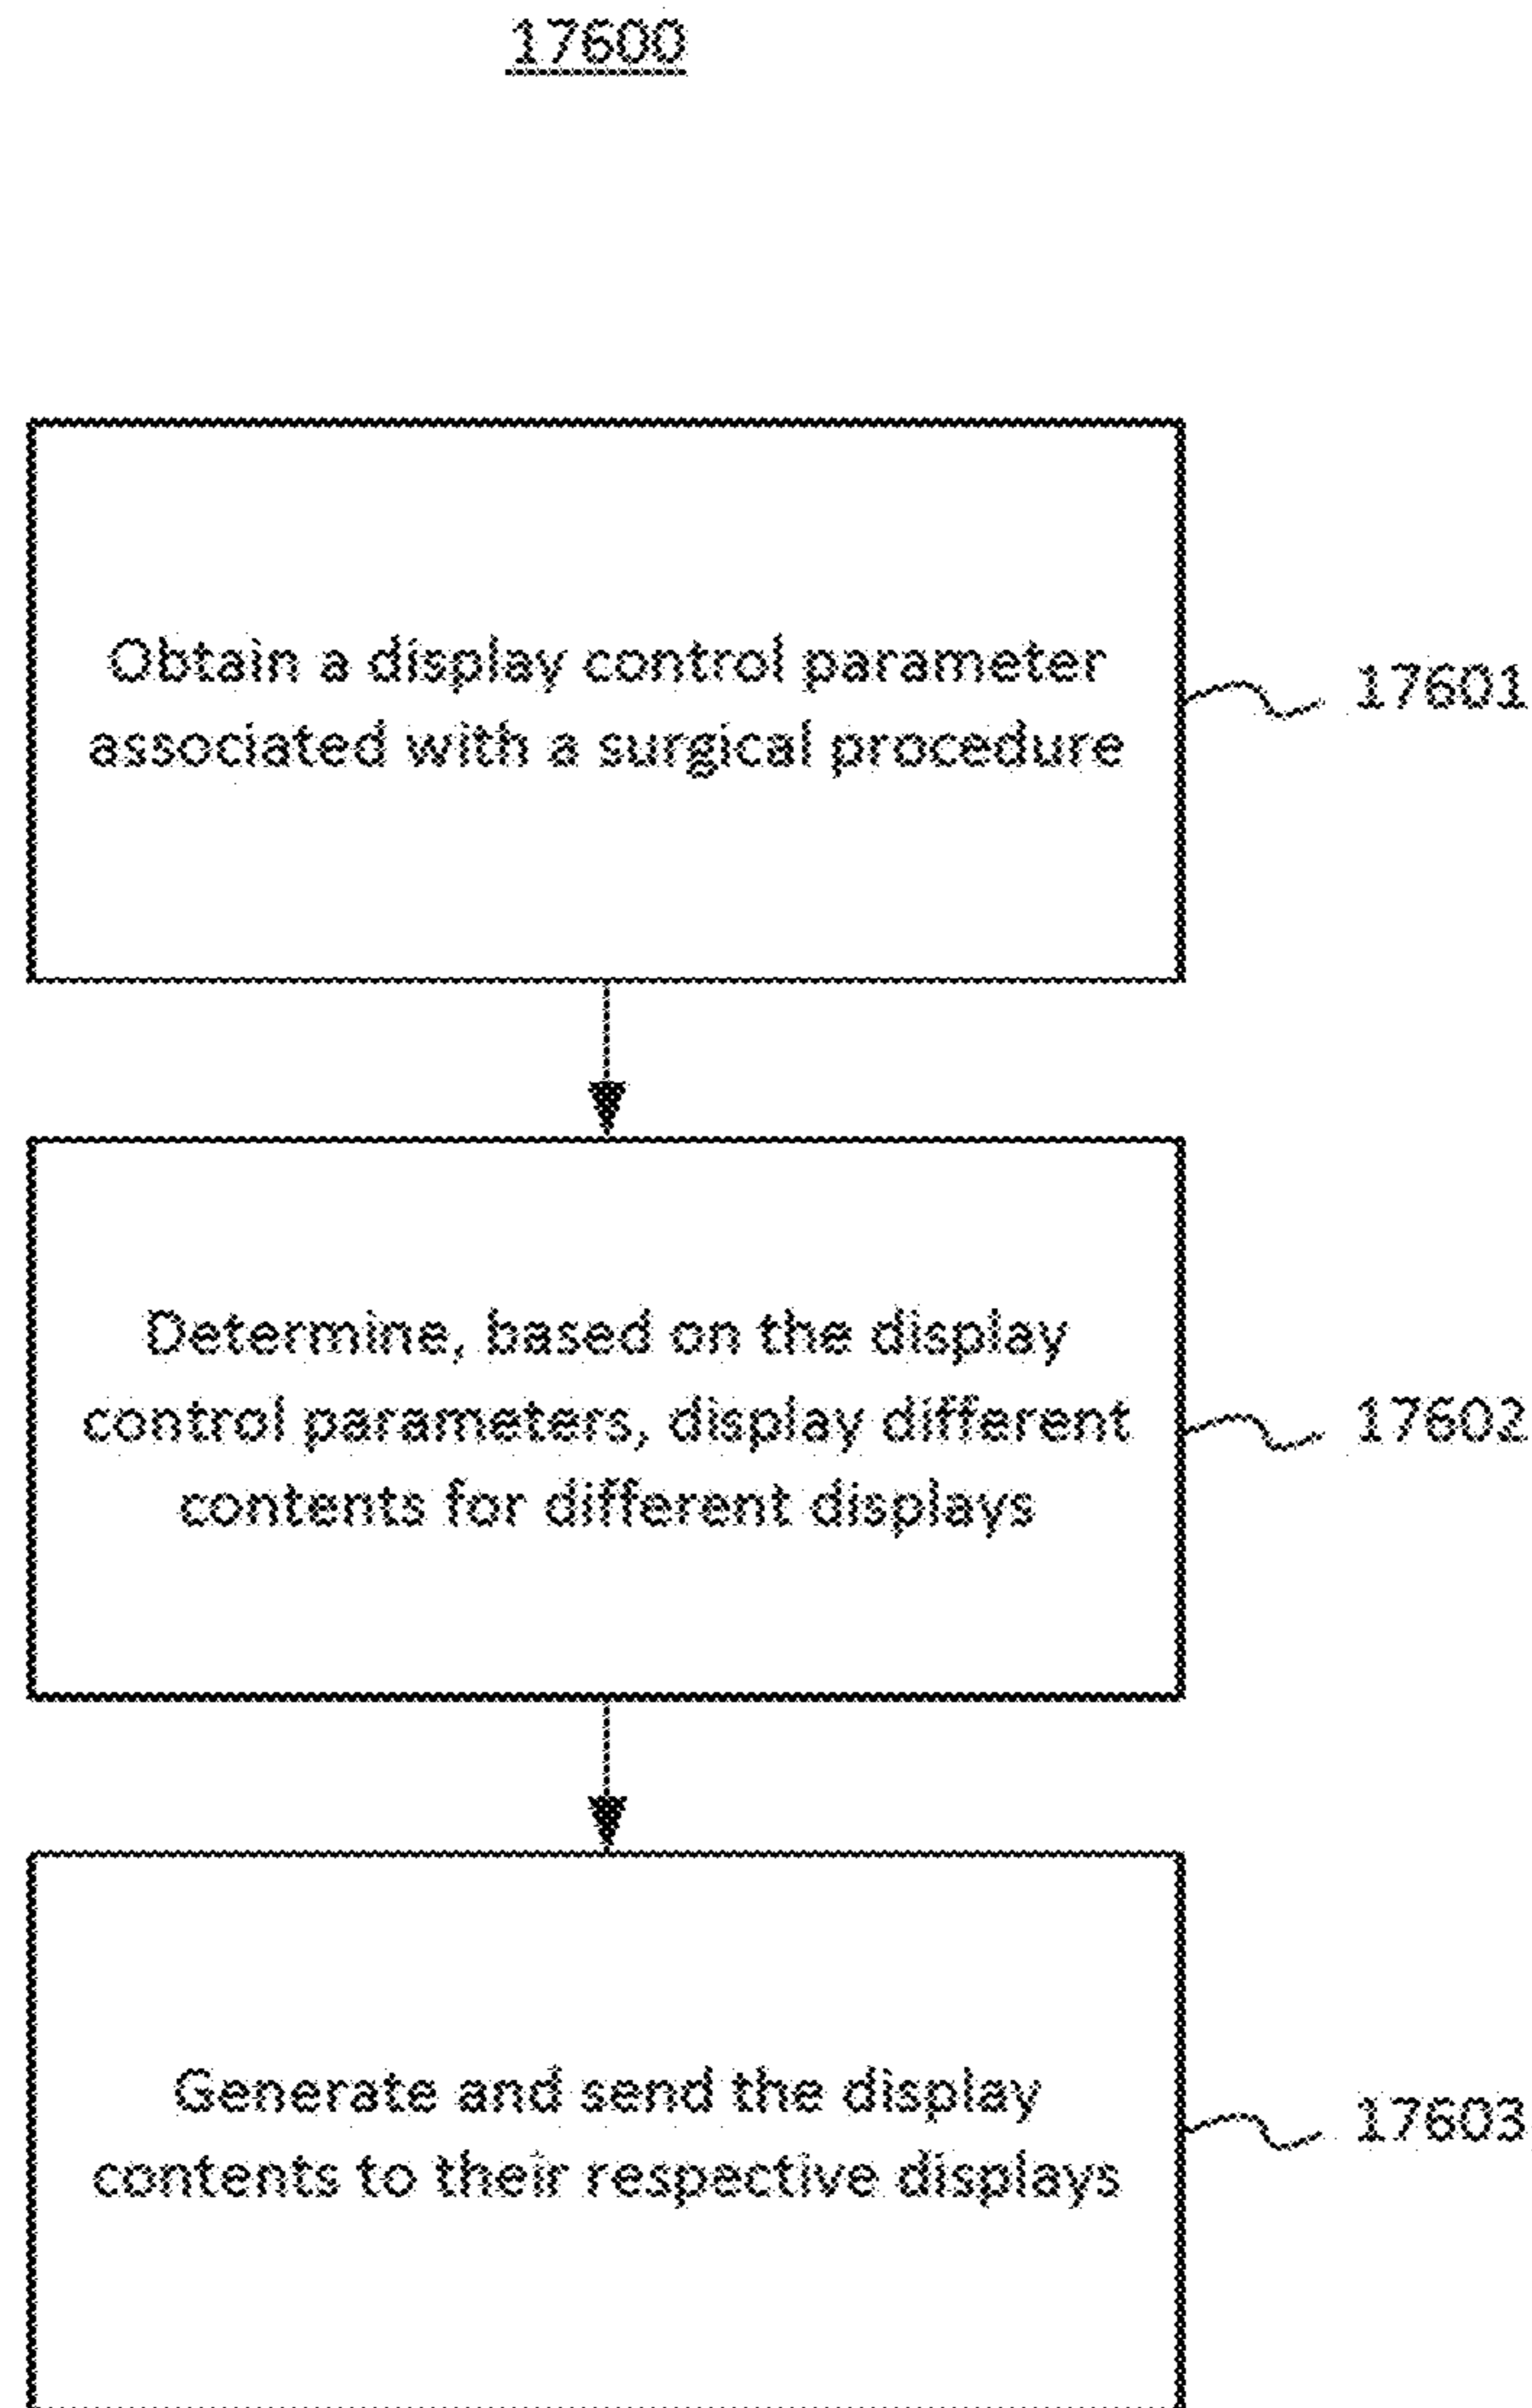 17600
Obtain a display control parameter
associated with a surgical procedure
17601
Determine, based on the display
control parameters, display different
contents for different displays
17602
Generate and send the display
contents to their respective displays
17603